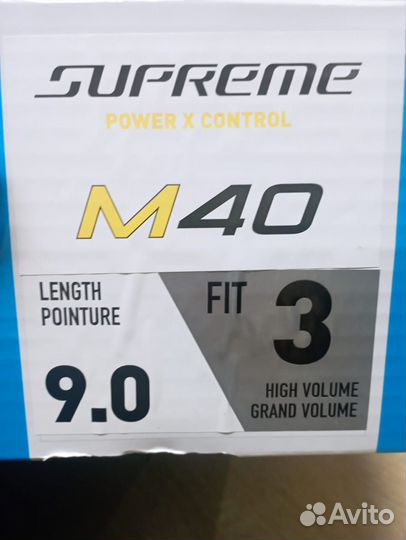 SUPREME
POWER X CONTROL
M40
LENGTH
POINTURE
9.0
FIT
3
HIGH VOLUME
GRAND VOLUME
Avito